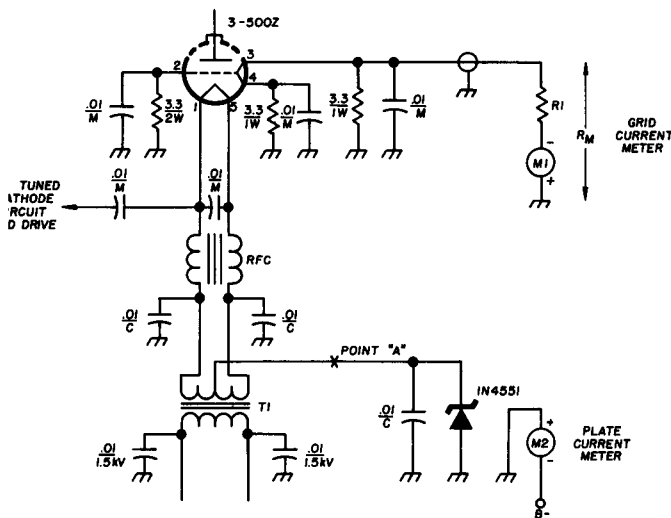 3-500Z
2
3
4
1
5
.01
M
3.3
2W
3.3
1W
.01
M
3.3
1W
.01
M
R1
RM
GRID
CURRENT
METER
-
M1
+
TUNED
ATHODE
IRCUIT
D DRIVE
.01
M
.01
M
RFC
.01
C
.01
C
POINT "A"
T1
.01
C
1N4551
+
M2
-
PLATE
CURRENT
METER
.01
1.5kV
.01
1.5kV
B-